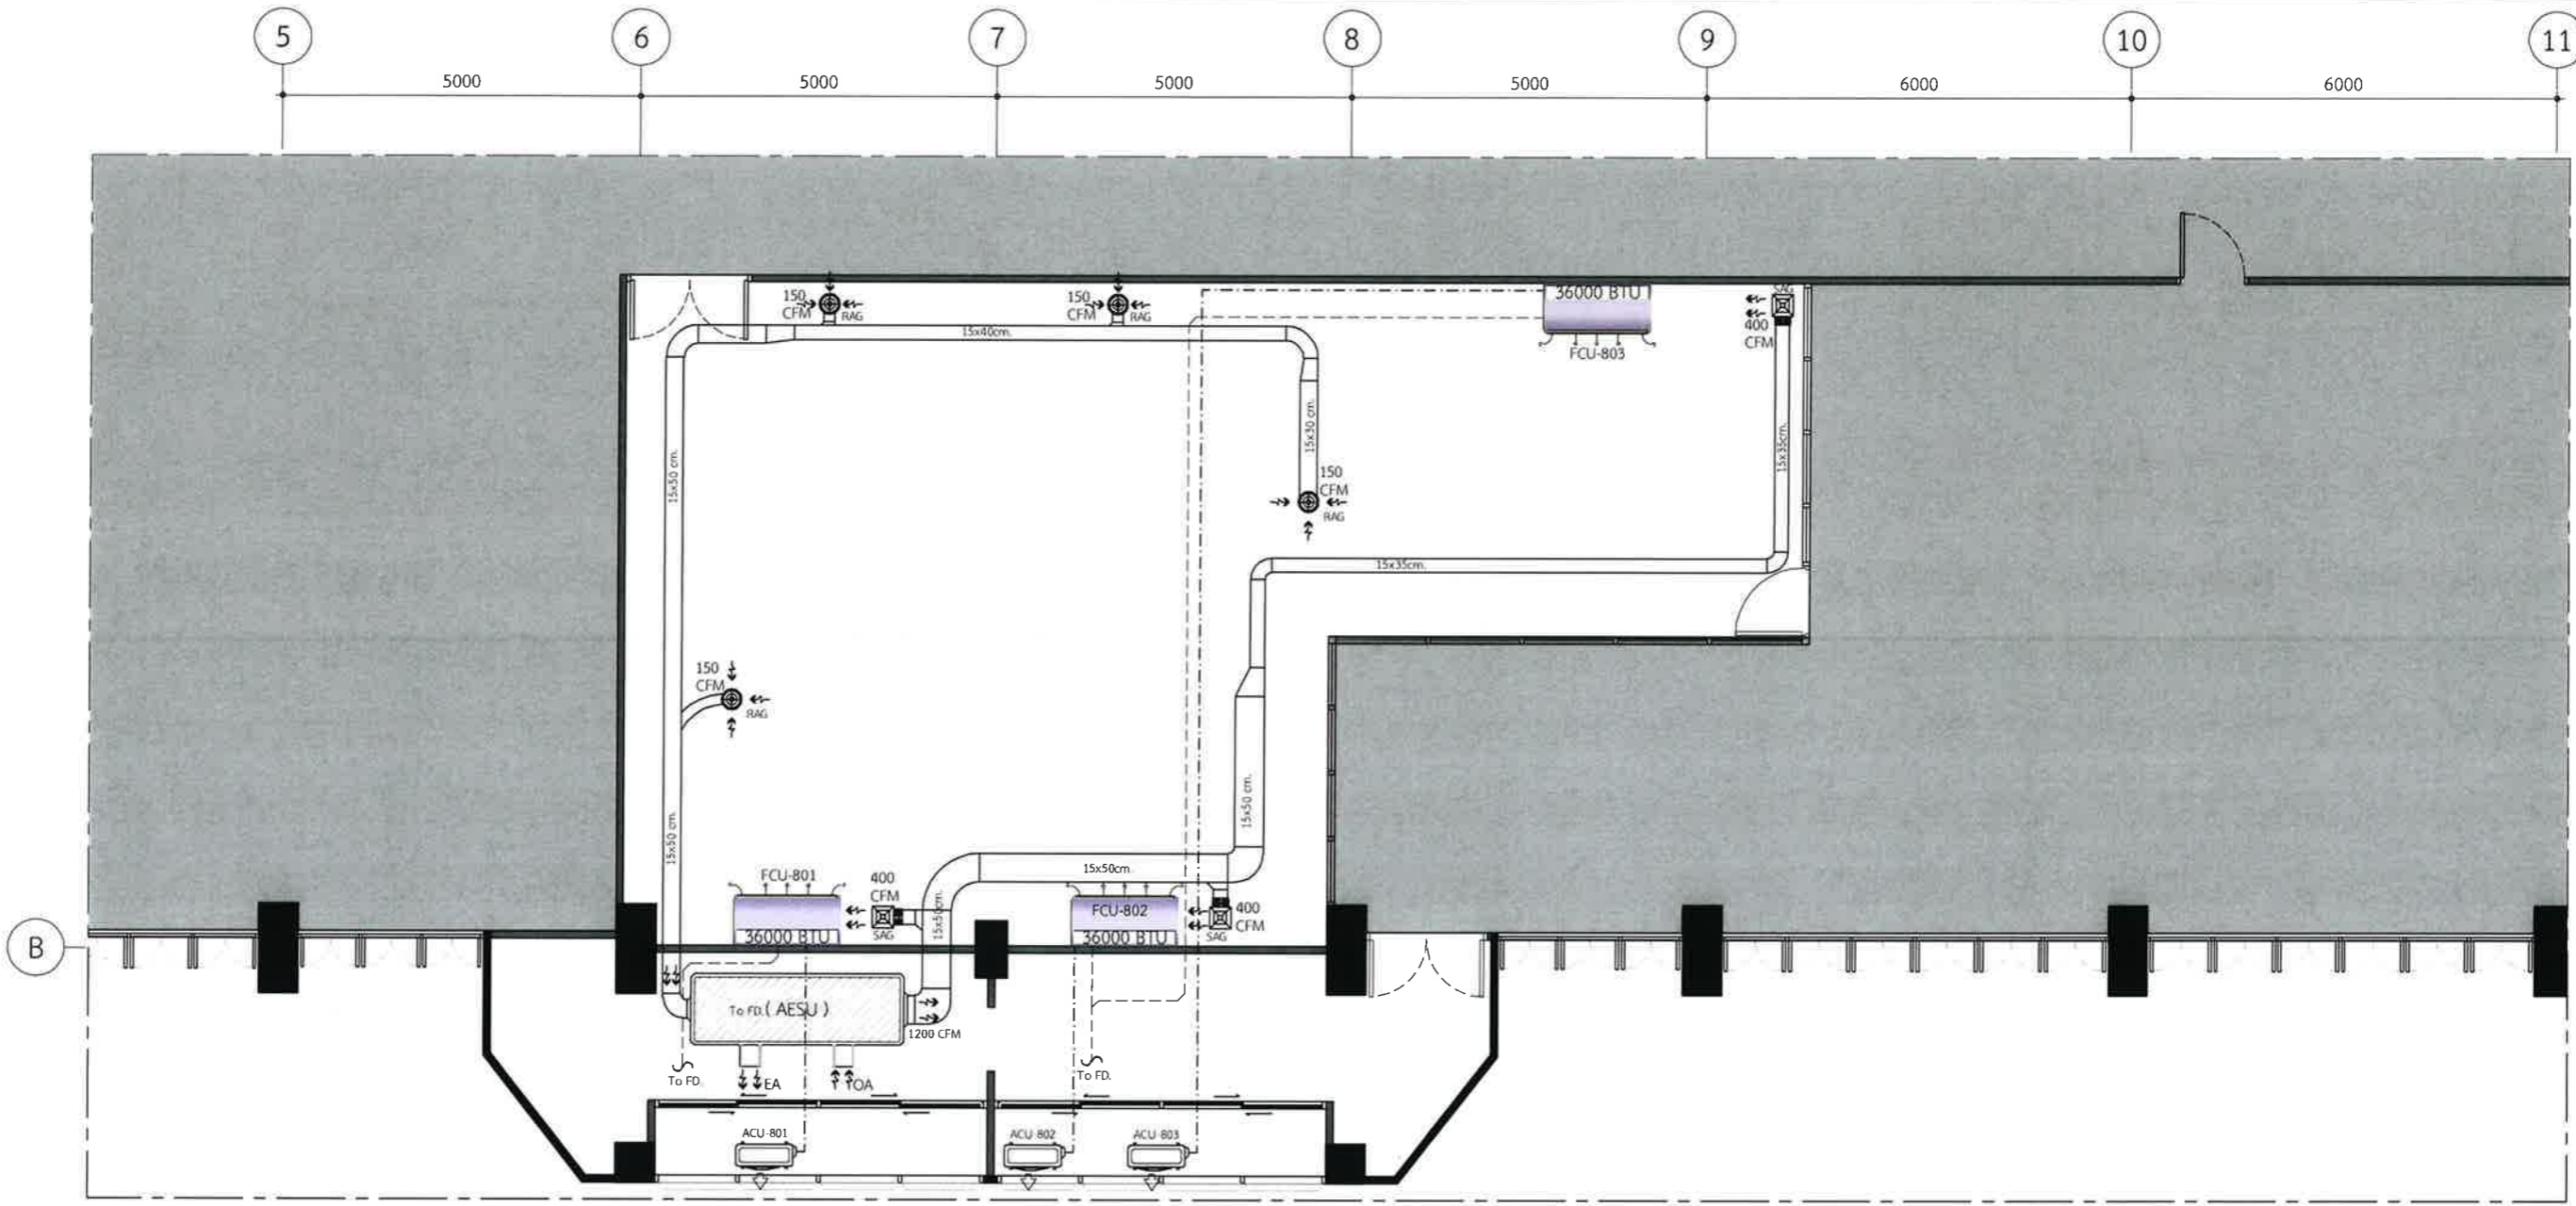 5
6
7
8
9
10
11
5000
5000
5000
5000
6000
6000
150
CFM
RAG
150
CFM
RAG
36000 BTU
FCU-803
SAG
400
CFM
15x40cm.
15x30 cm.
15x50 cm.
15x35cm.
150
CFM
RAG
15x35cm.
150
CFM
RAG
15x50 cm.
15x50 cm.
15x50cm
FCU-801
36000 BTU
400
CFM
SAG
15x50cm.
FCU-802
36000 BTU
400
CFM
SAG
B
To FD.( AESU )
1200 CFM
To FD.
EA
OA
To FD.
ACU-801
ACU-802
ACU-803